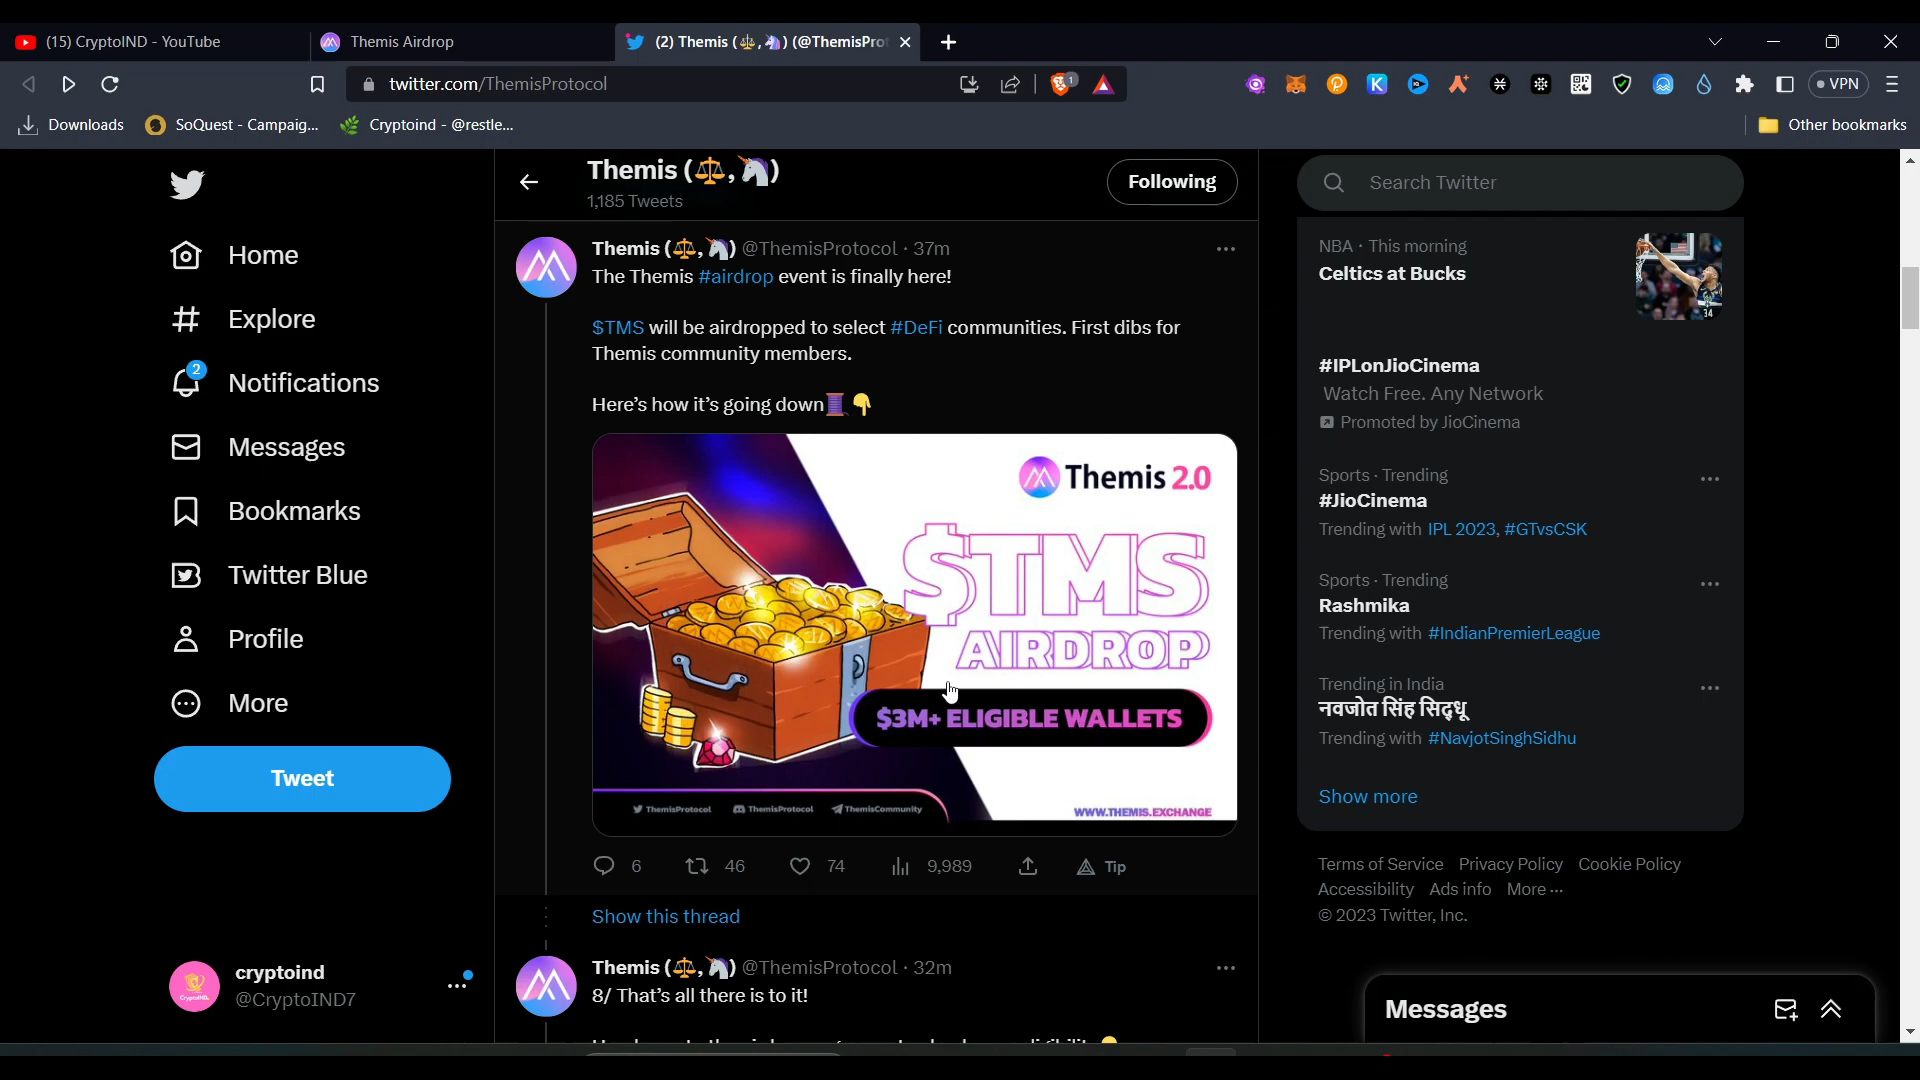 (15) CryptoIND - YouTube
Themis Airdrop
(2) Themis (⚖️,🦄) (@ThemisPro
twitter.com/ThemisProtocol
1
VPN
Downloads
SoQuest - Campaig...
Cryptoind - @restle...
Other bookmarks
Home
Explore
2
Notifications
Messages
Bookmarks
Twitter Blue
Profile
More
Tweet
cryptoind
@CryptoIND7
Themis (⚖️,🦄)
1,185 Tweets
Following
Themis (⚖️,🦄) @ThemisProtocol · 37m
The Themis #airdrop event is finally here!
$TMS will be airdropped to select #DeFi communities. First dibs for
Themis community members.
Here’s how it’s going down🧵👇
Themis 2.0
$TMS
AIRDROP
$3M+ ELIGIBLE WALLETS
ThemisProtocol ThemisProtocol ThemisCommunity
WWW.THEMIS.EXCHANGE
6 46 74 9,989 Tip
Show this thread
Themis (⚖️,🦄) @ThemisProtocol · 32m
8/ That’s all there is to it!
Search Twitter
NBA · This morning
Celtics at Bucks
34
#IPLonJioCinema
Watch Free. Any Network
Promoted by JioCinema
Sports · Trending
#JioCinema
Trending with IPL 2023, #GTvsCSK
Sports · Trending
Rashmika
Trending with #IndianPremierLeague
Trending in India
नवजोत सिंह सिद्धू
Trending with #NavjotSinghSidhu
Show more
Terms of Service Privacy Policy Cookie Policy
Accessibility Ads info More ···
© 2023 Twitter, Inc.
Messages